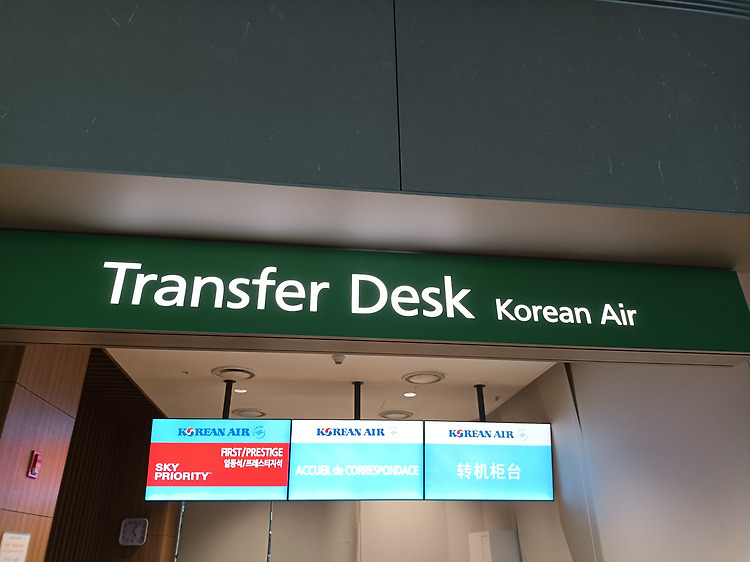 Transfer Desk Korean Air
KOREAN AIR
FIRST/PRESTIGE
일등석/프레스티지석
SKY
PRIORITY
KOREAN AIR
ACCUEIL de CORRESPONDACE
KOREAN AIR
转机柜台